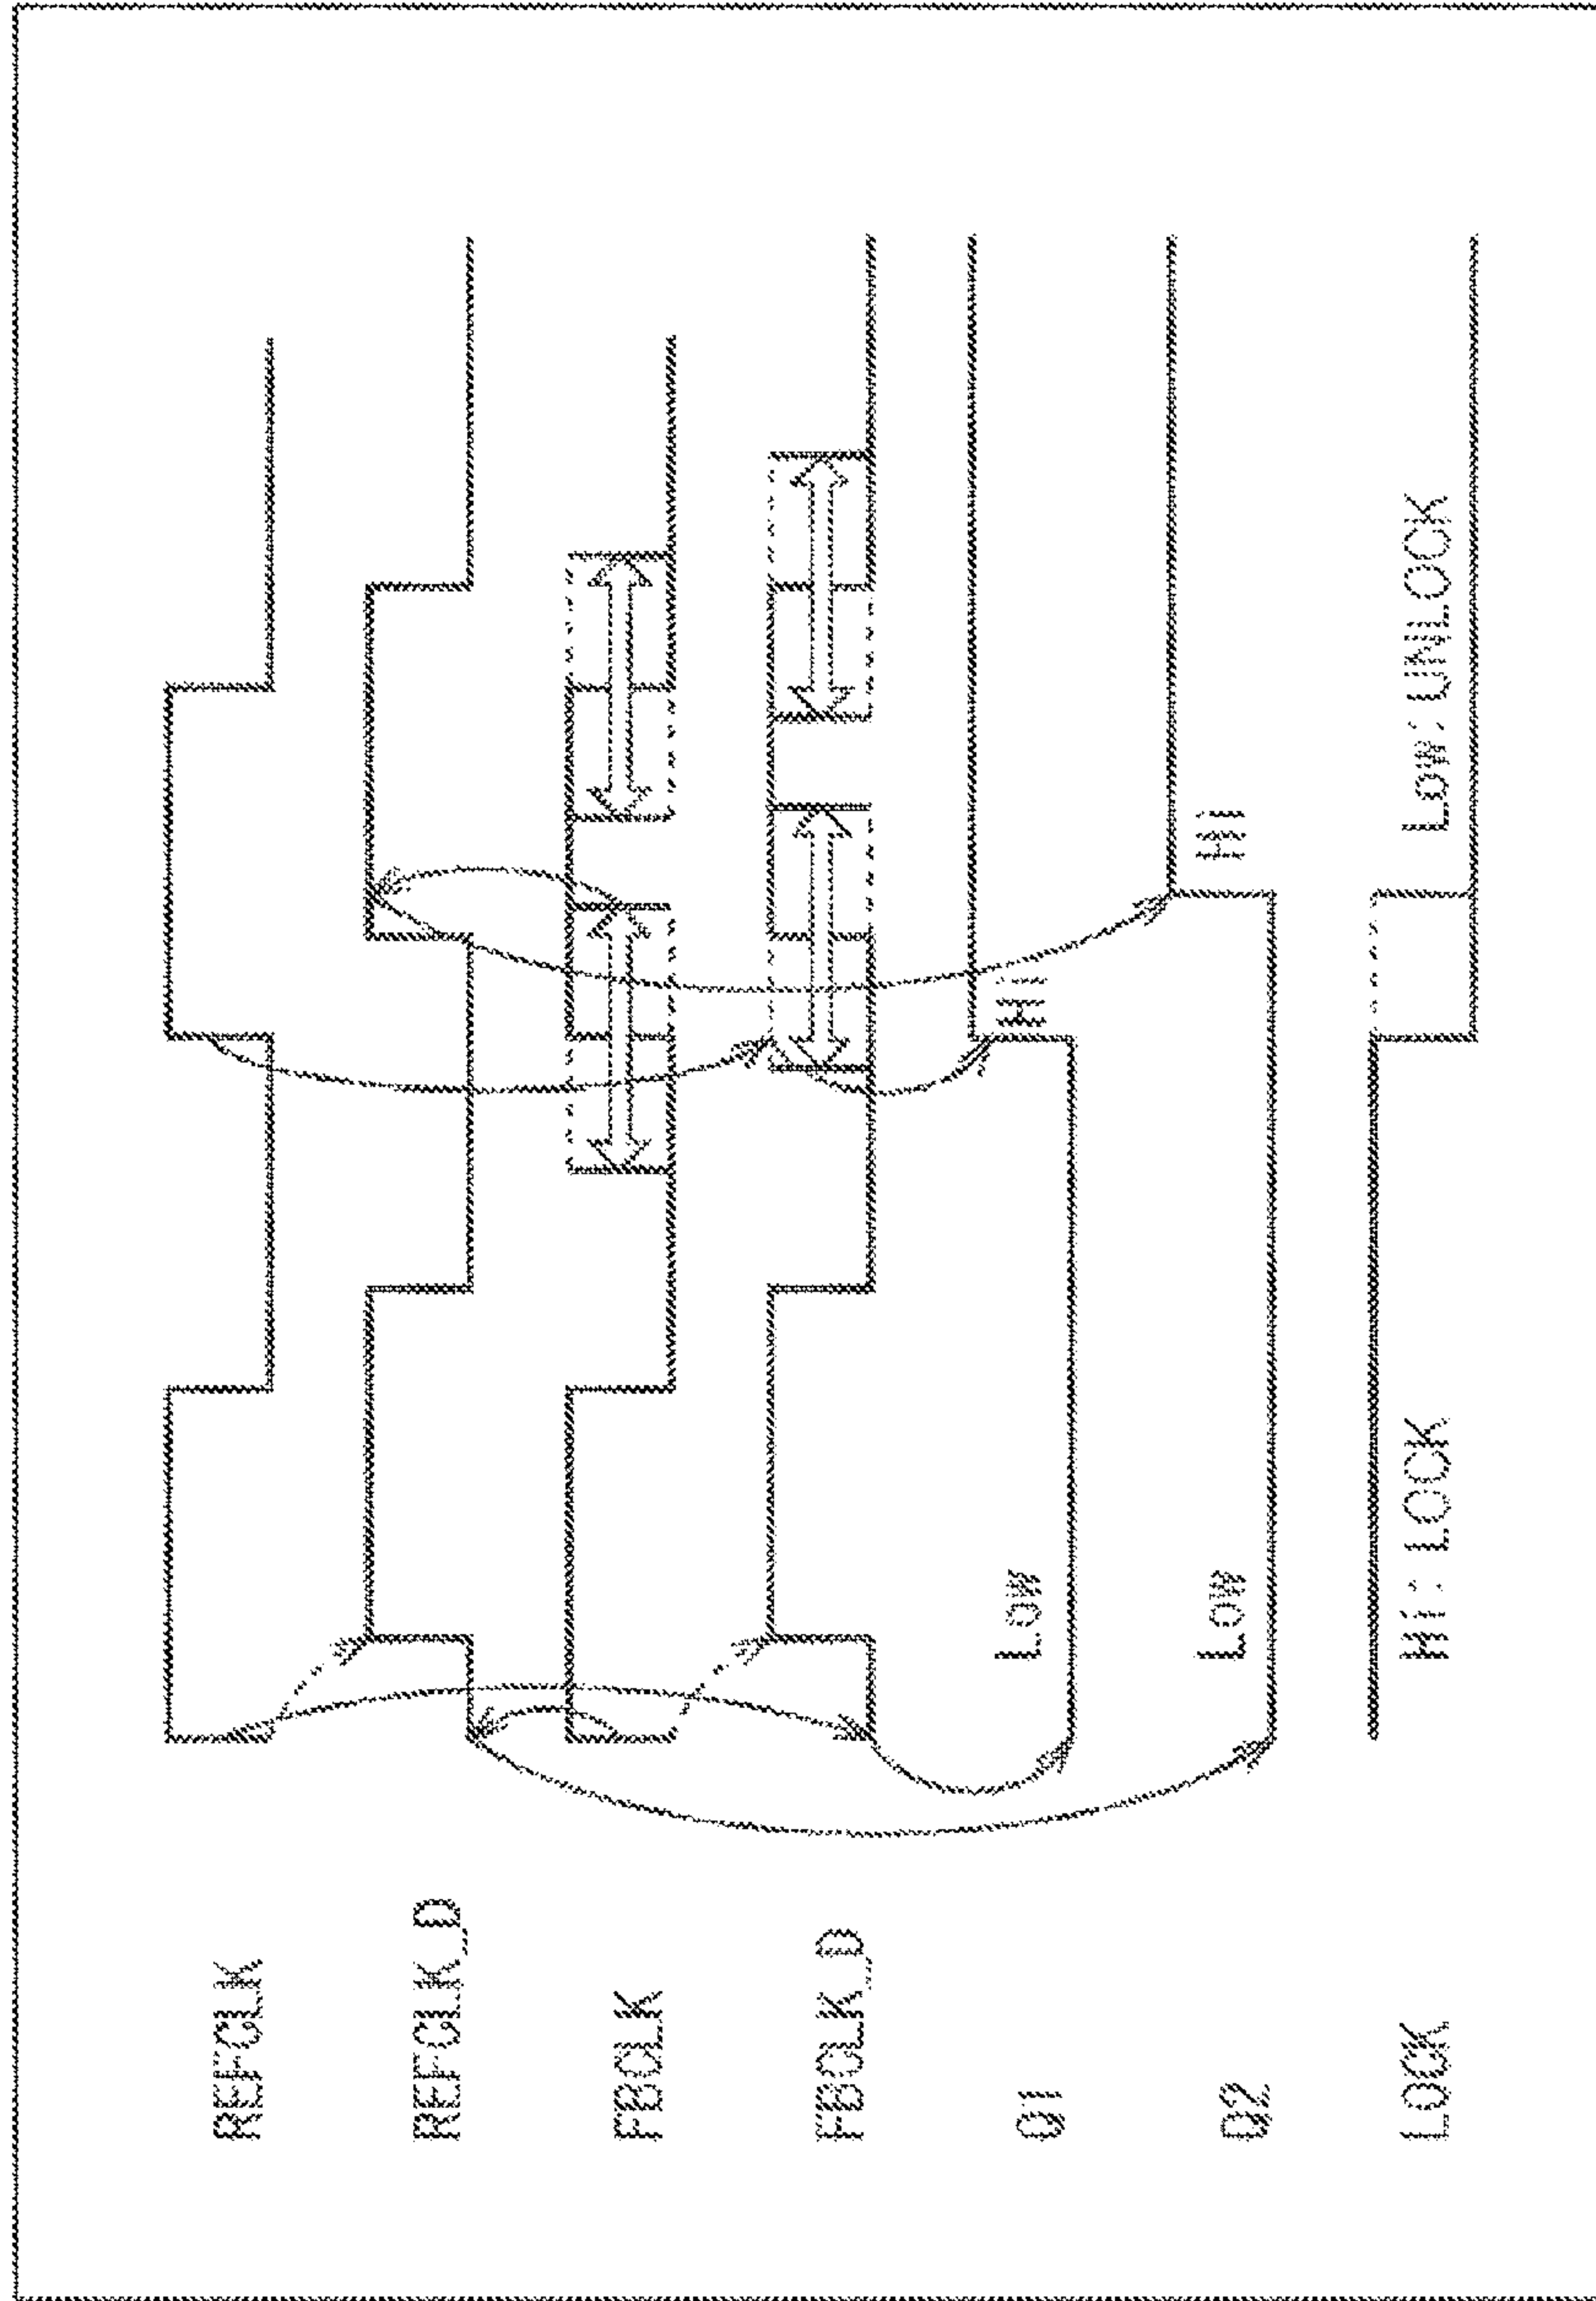 REFCLK
REFCLK_D
FBCLK
FBCLK_D
Low
Hi
Q1
Low
Hi
Q2
Hi: LOCK
Low: UNLOCK
LOCK